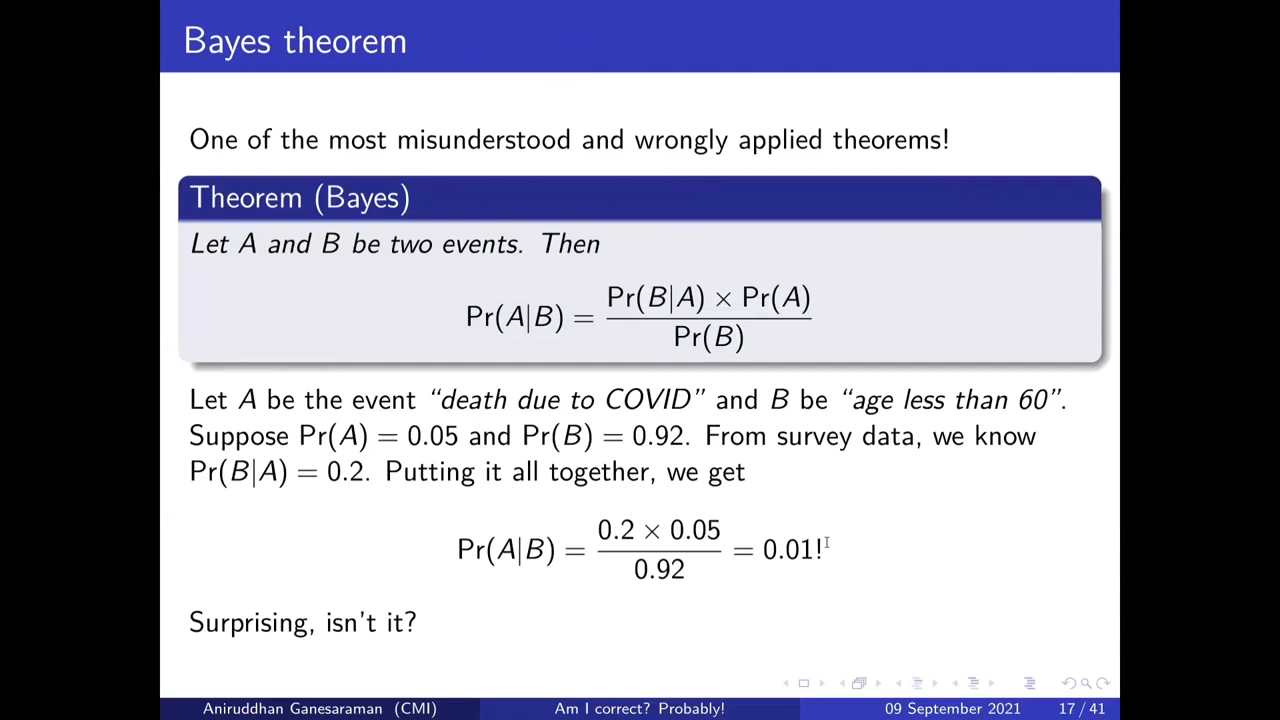 Bayes theorem
One of the most misunderstood and wrongly applied theorems!
Theorem (Bayes)
Let A and B be two events. Then
Pr(A|B) = Pr(B|A) × Pr(A) / Pr(B)
Let A be the event “death due to COVID” and B be “age less than 60”.
Suppose Pr(A) = 0.05 and Pr(B) = 0.92. From survey data, we know
Pr(B|A) = 0.2. Putting it all together, we get
Pr(A|B) = 0.2 × 0.05 / 0.92 = 0.01!
Surprising, isn't it?
Aniruddhan Ganesaraman (CMI) Am I correct? Probably! 09 September 2021 17 / 41